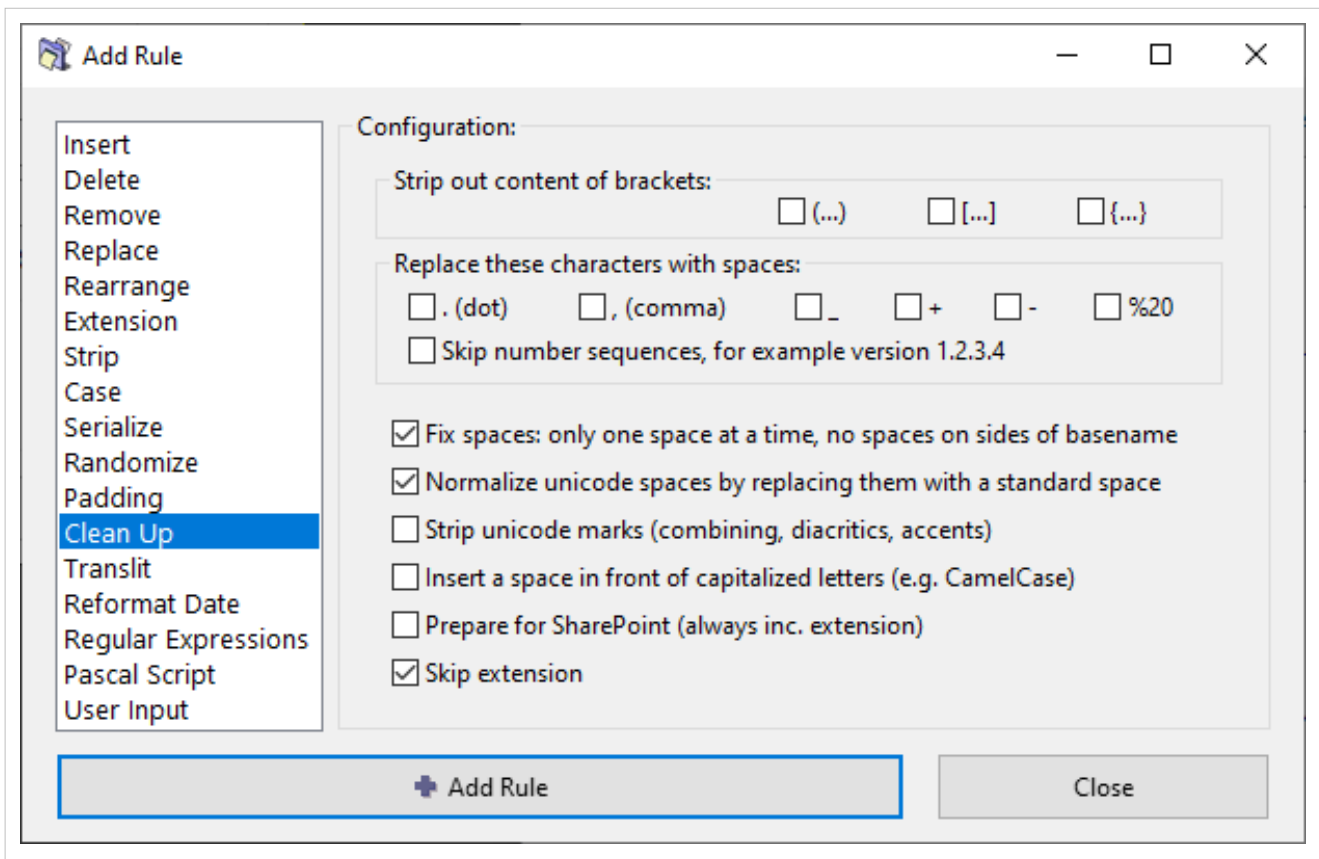 Add Rule
Insert
Delete
Remove
Replace
Rearrange
Extension
Strip
Case
Serialize
Randomize
Padding
Clean Up
Translit
Reformat Date
Regular Expressions
Pascal Script
User Input
Configuration:
Strip out content of brackets:
(...) [...] {...}
Replace these characters with spaces:
. (dot) , (comma) _ + - %20
Skip number sequences, for example version 1.2.3.4
Fix spaces: only one space at a time, no spaces on sides of basename
Normalize unicode spaces by replacing them with a standard space
Strip unicode marks (combining, diacritics, accents)
Insert a space in front of capitalized letters (e.g. CamelCase)
Prepare for SharePoint (always inc. extension)
Skip extension
Add Rule
Close